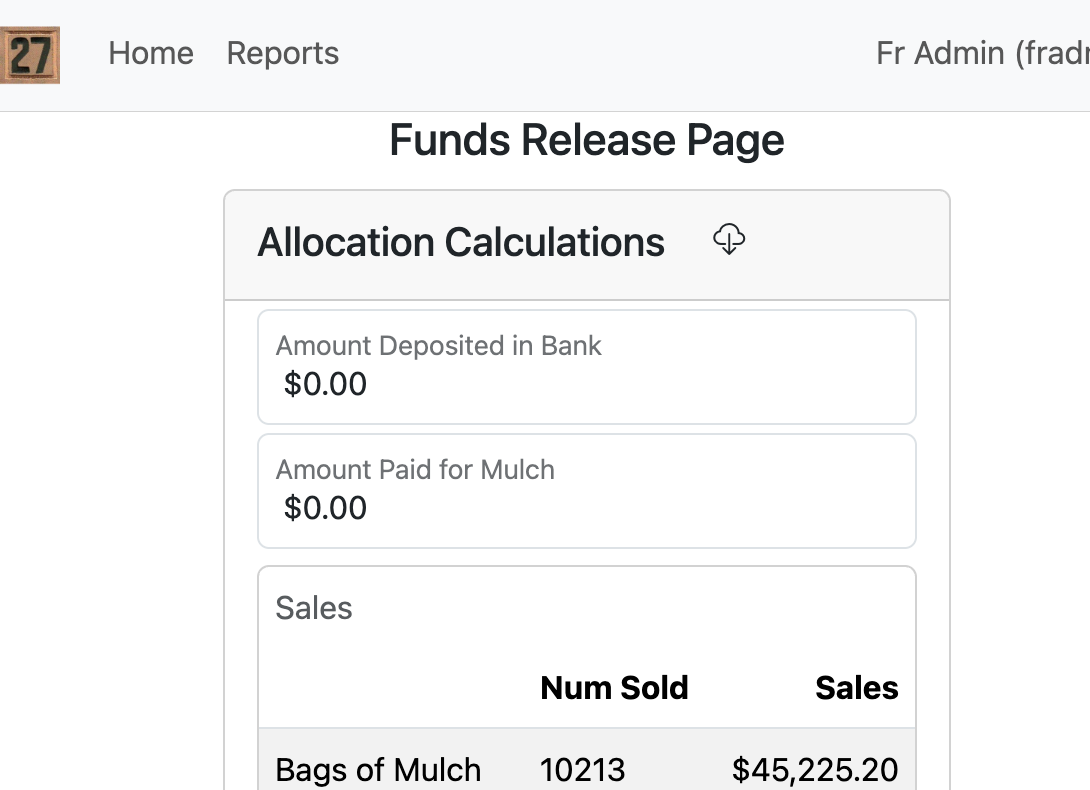 27 Home Reports Fr Admin (fradr
Funds Release Page
Allocation Calculations
Amount Deposited in Bank
$0.00
Amount Paid for Mulch
$0.00
Sales
Num Sold Sales
Bags of Mulch 10213 $45,225.20